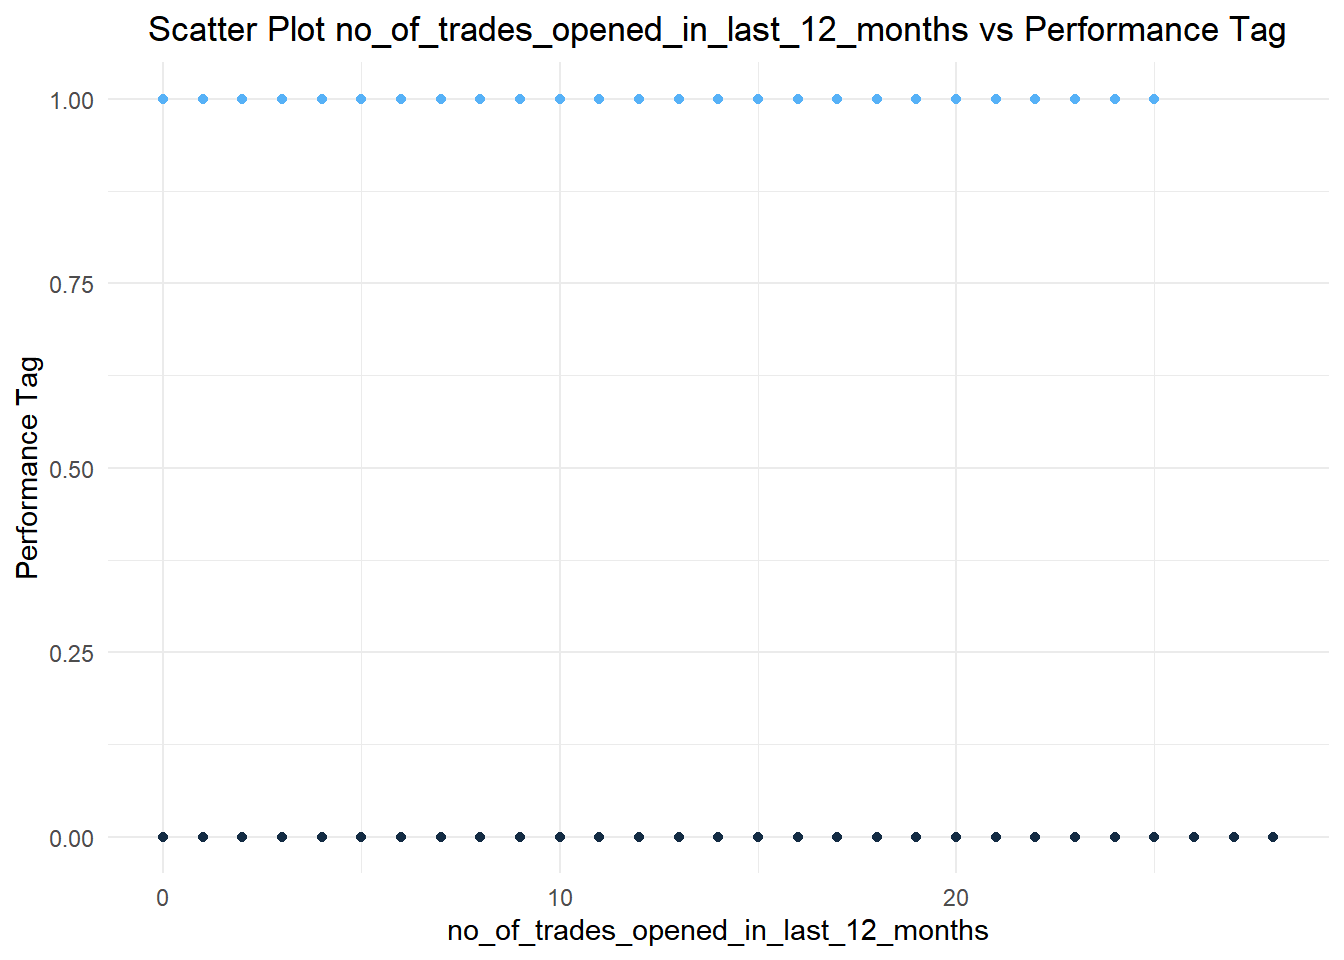 Scatter Plot no_of_trades_opened_in_last_12_months vs Performance Tag
1.00
0.75
0.50
0.25
0.00
Performance Tag
0 10 20
no_of_trades_opened_in_last_12_months